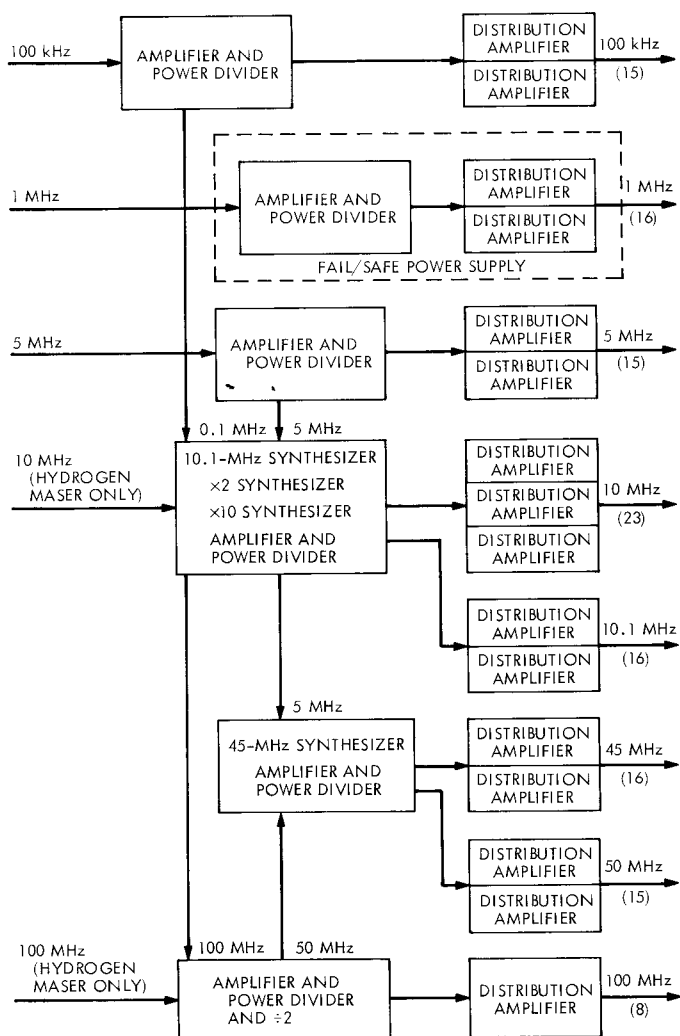 100 kHz
AMPLIFIER AND
POWER DIVIDER
DISTRIBUTION
AMPLIFIER
DISTRIBUTION
AMPLIFIER
100 kHz
(15)
1 MHz
AMPLIFIER AND
POWER DIVIDER
DISTRIBUTION
AMPLIFIER
DISTRIBUTION
AMPLIFIER
1 MHz
(16)
FAIL/SAFE POWER SUPPLY
5 MHz
AMPLIFIER AND
POWER DIVIDER
DISTRIBUTION
AMPLIFIER
DISTRIBUTION
AMPLIFIER
5 MHz
(15)
0.1 MHz
5 MHz
10 MHz
(HYDROGEN
MASER ONLY)
10.1-MHz SYNTHESIZER
×2 SYNTHESIZER
×10 SYNTHESIZER
AMPLIFIER AND
POWER DIVIDER
DISTRIBUTION
AMPLIFIER
DISTRIBUTION
AMPLIFIER
DISTRIBUTION
AMPLIFIER
10 MHz
(23)
DISTRIBUTION
AMPLIFIER
DISTRIBUTION
AMPLIFIER
10.1 MHz
(16)
5 MHz
45-MHz SYNTHESIZER
AMPLIFIER AND
POWER DIVIDER
DISTRIBUTION
AMPLIFIER
DISTRIBUTION
AMPLIFIER
45 MHz
(16)
DISTRIBUTION
AMPLIFIER
DISTRIBUTION
AMPLIFIER
50 MHz
(15)
100 MHz
50 MHz
100 MHz
(HYDROGEN
MASER ONLY)
AMPLIFIER AND
POWER DIVIDER
AND ÷2
DISTRIBUTION
AMPLIFIER
100 MHz
(8)